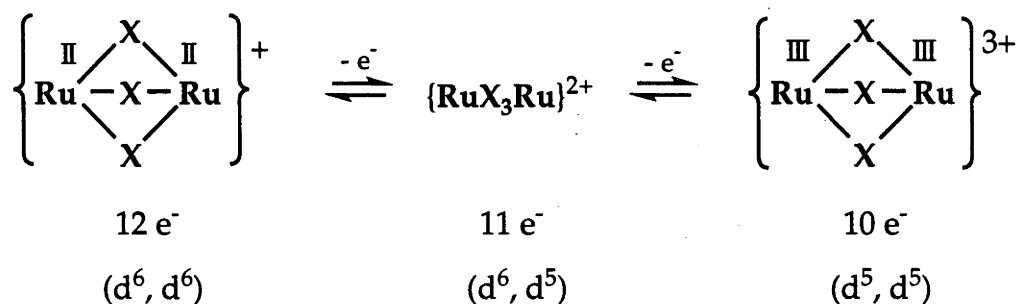 X
II II + - e⁻ - e⁻ III III 3+
{Ru – X – Ru} {RuX₃Ru}²⁺ {Ru – X – Ru}
X X
12 e⁻ 11 e⁻ 10 e⁻
(d⁶, d⁶) (d⁶, d⁵) (d⁵, d⁵)